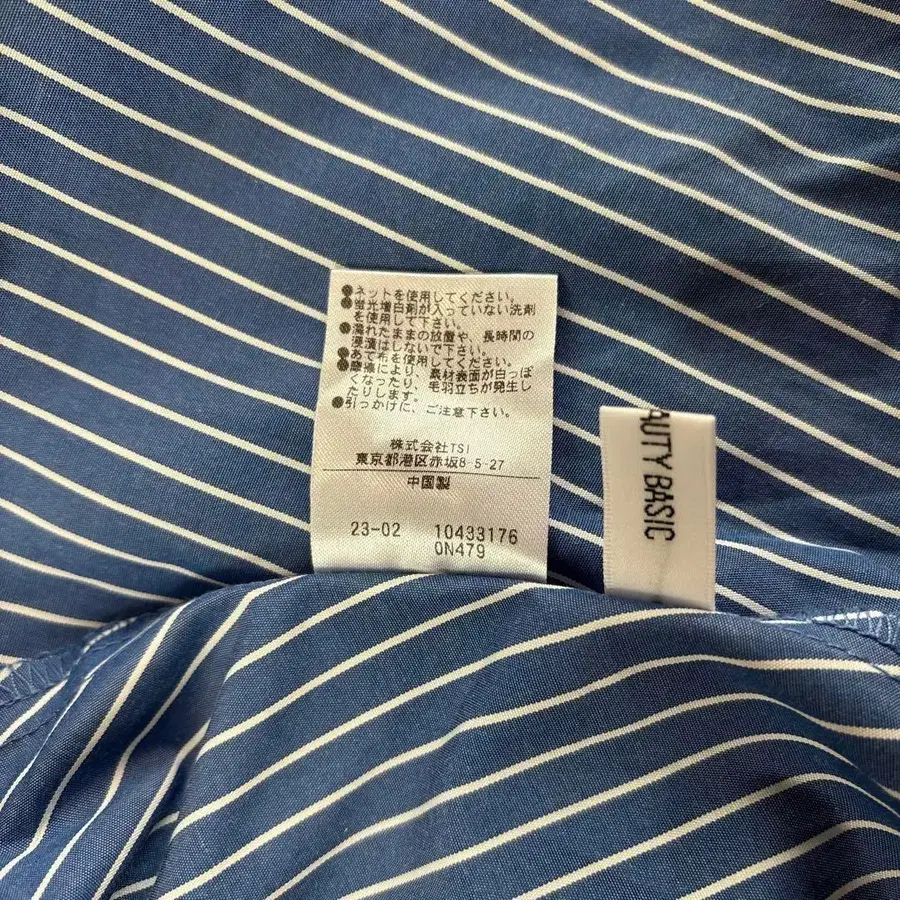 ●ネットを使用してください。
●蛍光増白剤が入っていない洗剤
を使用して下さい。
●濡れたままの放置や、長時間の
浸漬はしないで下さい。
●あて布を使用してください。
●摩擦により、素材表面が白っぽ
くなったり、毛羽立ちが発生し
たりします。
●引っかけに、ご注意下さい。
株式会社TSI
東京都港区赤坂8-5-27
中国製
23-02 10433176
0N479
AUTY BASIC